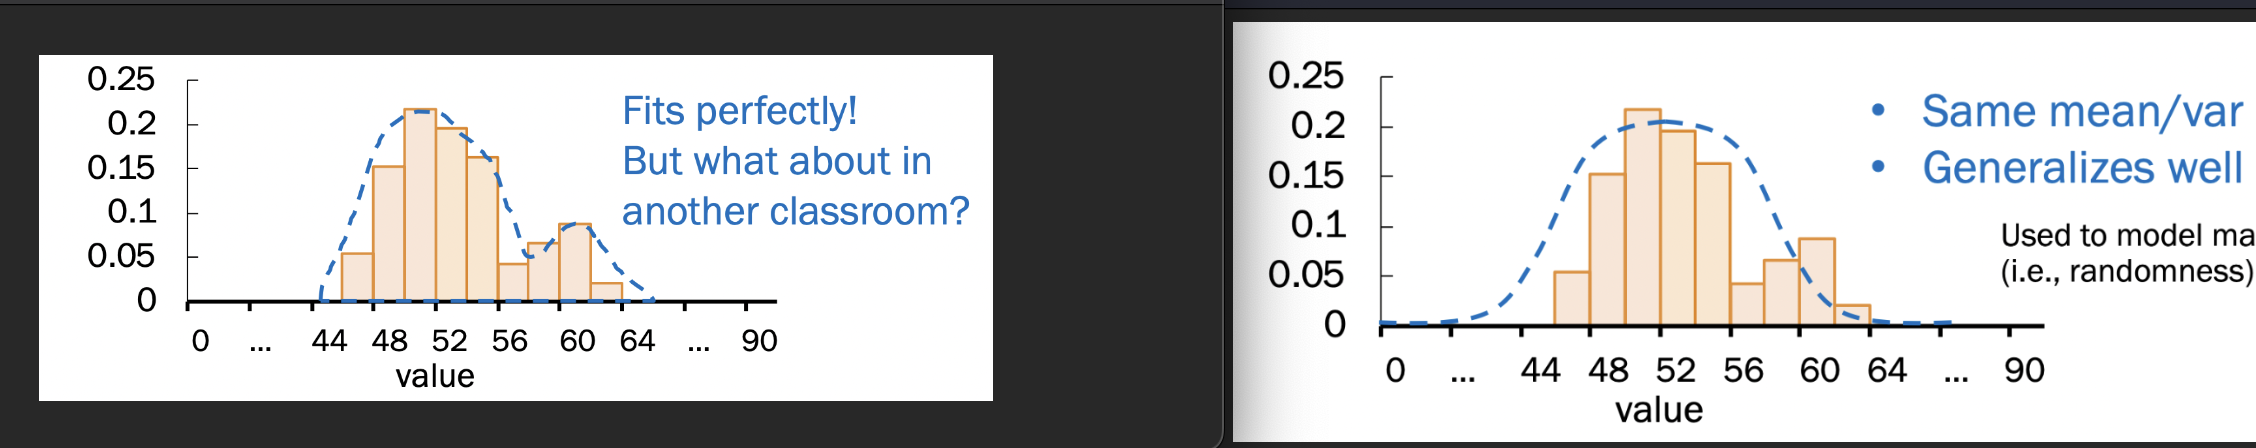 0.25
0.2
0.15
0.1
0.05
0
Fits perfectly!
But what about in
another classroom?
0 ... 44 48 52 56 60 64 ... 90
value
0.25
0.2
0.15
0.1
0.05
0
• Same mean/var
• Generalizes well
Used to model ma
(i.e., randomness)
0 ... 44 48 52 56 60 64 ... 90
value